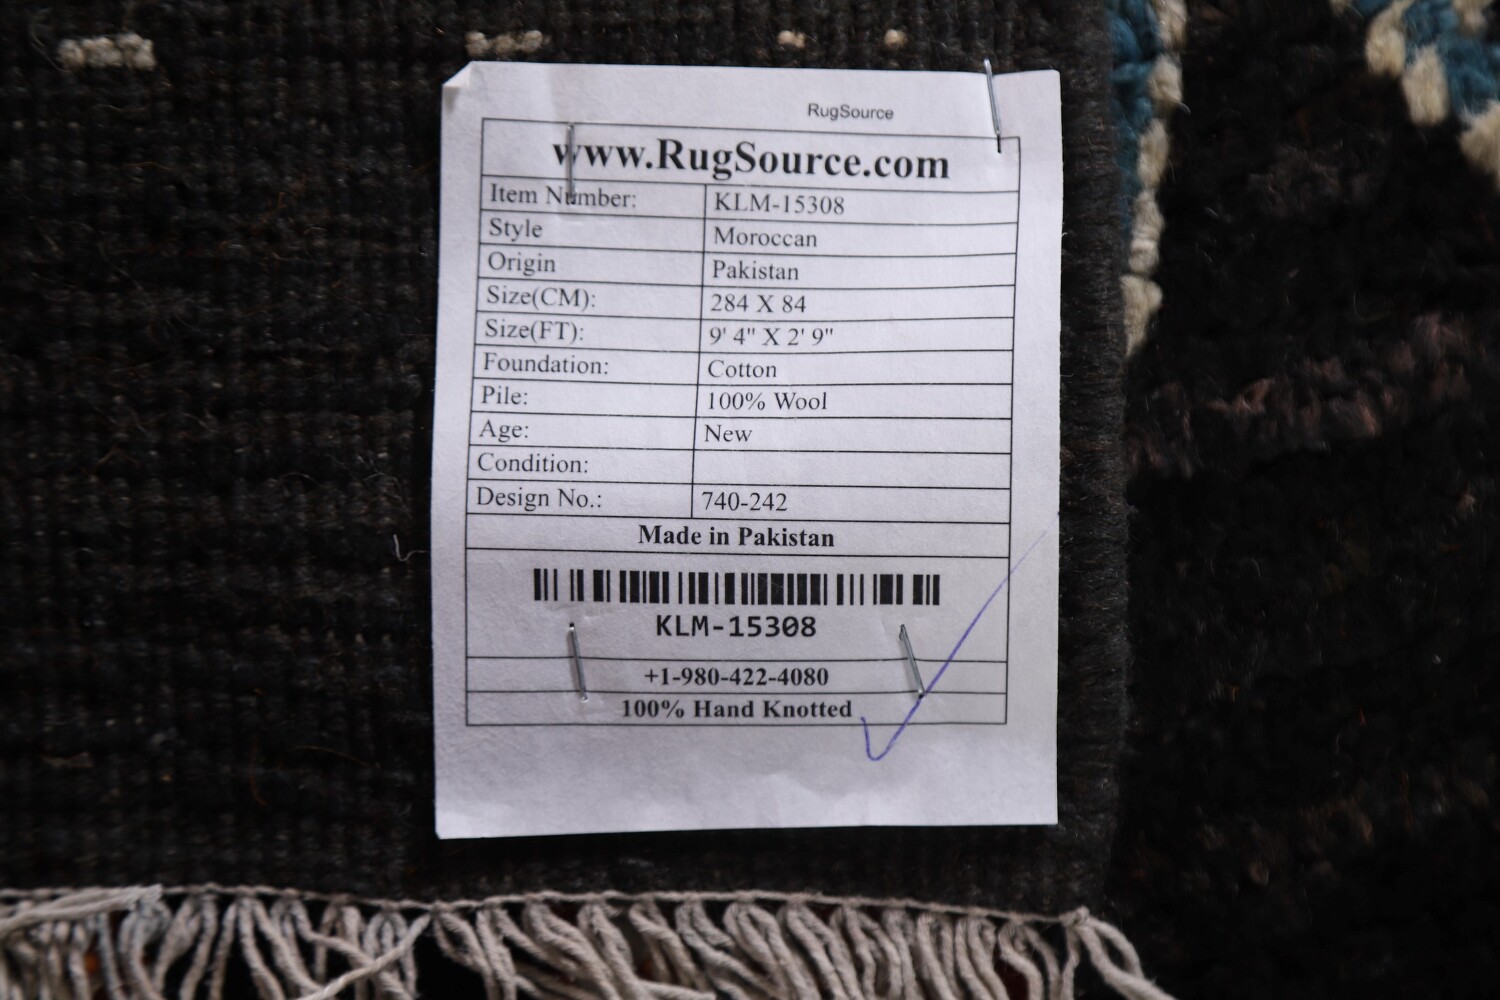 RugSource
www.RugSource.com
Item Number: KLM-15308
Style Moroccan
Origin Pakistan
Size(CM): 284 X 84
Size(FT): 9' 4" X 2' 9"
Foundation: Cotton
Pile: 100% Wool
Age: New
Condition:
Design No.: 740-242
Made in Pakistan
KLM-15308
+1-980-422-4080
100% Hand Knotted